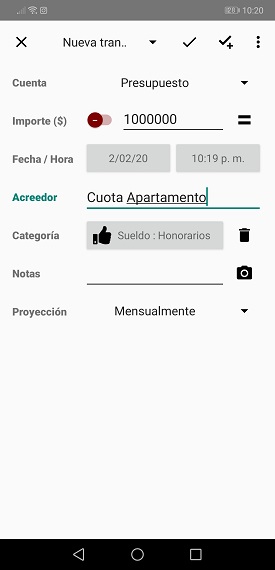 10:20
Nueva tran..
Cuenta Presupuesto
Importe ($) 1000000
Fecha / Hora 2/02/20 10:19 p. m.
Acreedor Cuota Apartamento
Categoría Sueldo : Honorarios
Notas
Proyección Mensualmente